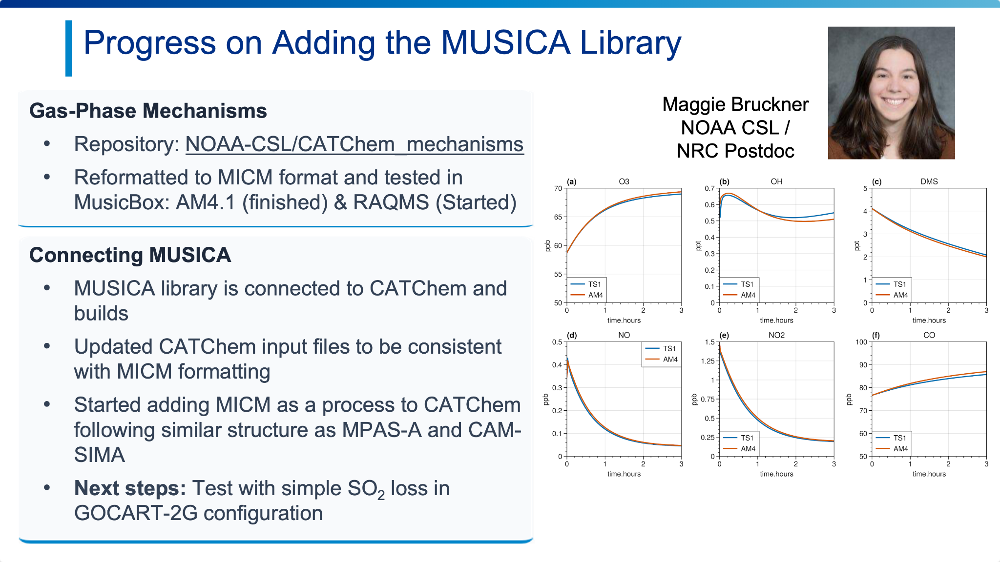 Progress on Adding the MUSICA Library
Maggie Bruckner
NOAA CSL /
NRC Postdoc
Gas-Phase Mechanisms
• Repository: NOAA-CSL/CATChem_mechanisms
• Reformatted to MICM format and tested in
MusicBox: AM4.1 (finished) & RAQMS (Started)
Connecting MUSICA
• MUSICA library is connected to CATChem and
builds
• Updated CATChem input files to be consistent
with MICM formatting
• Started adding MICM as a process to CATChem
following similar structure as MPAS-A and CAM-
SIMA
• Next steps: Test with simple SO₂ loss in
GOCART-2G configuration
(a) O3
70
65
60
55
50
ppb
TS1
AM4
0 1 2 3
time.hours
(b) OH
0.7
0.6
0.5
0.4
0.3
0.2
0.1
0
ppt
TS1
AM4
0 1 2 3
time.hours
(c) DMS
5
4
3
2
1
0
ppt
TS1
AM4
0 1 2 3
time.hours
(d) NO
0.5
0.4
0.3
0.2
0.1
0
ppb
TS1
AM4
0 1 2 3
time.hours
(e) NO2
1.5
1.25
1
0.75
0.5
0.25
0
ppb
TS1
AM4
0 1 2 3
time.hours
(f) CO
100
90
80
70
60
50
ppb
TS1
AM4
0 1 2 3
time.hours